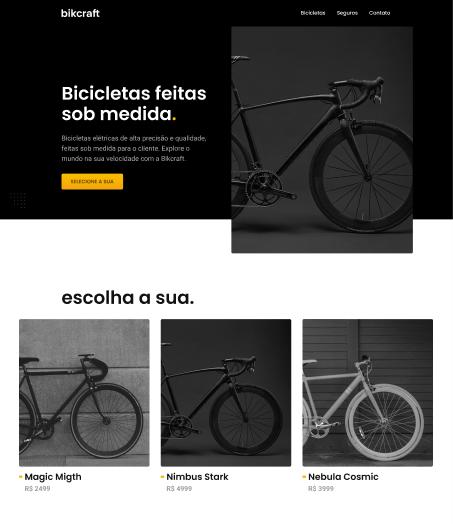 bikcraft
Bicicletas Seguros Contato
Bicicletas feitas
sob medida.
Bicicletas elétricas de alta precisão e qualidade,
feitas sob medida para o cliente. Explore o
mundo na sua velocidade com a Bikcraft.
SELECIONE A SUA
escolha a sua.
Magic Migth
R$ 2499
Nimbus Stark
R$ 4999
Nebula Cosmic
R$ 3999